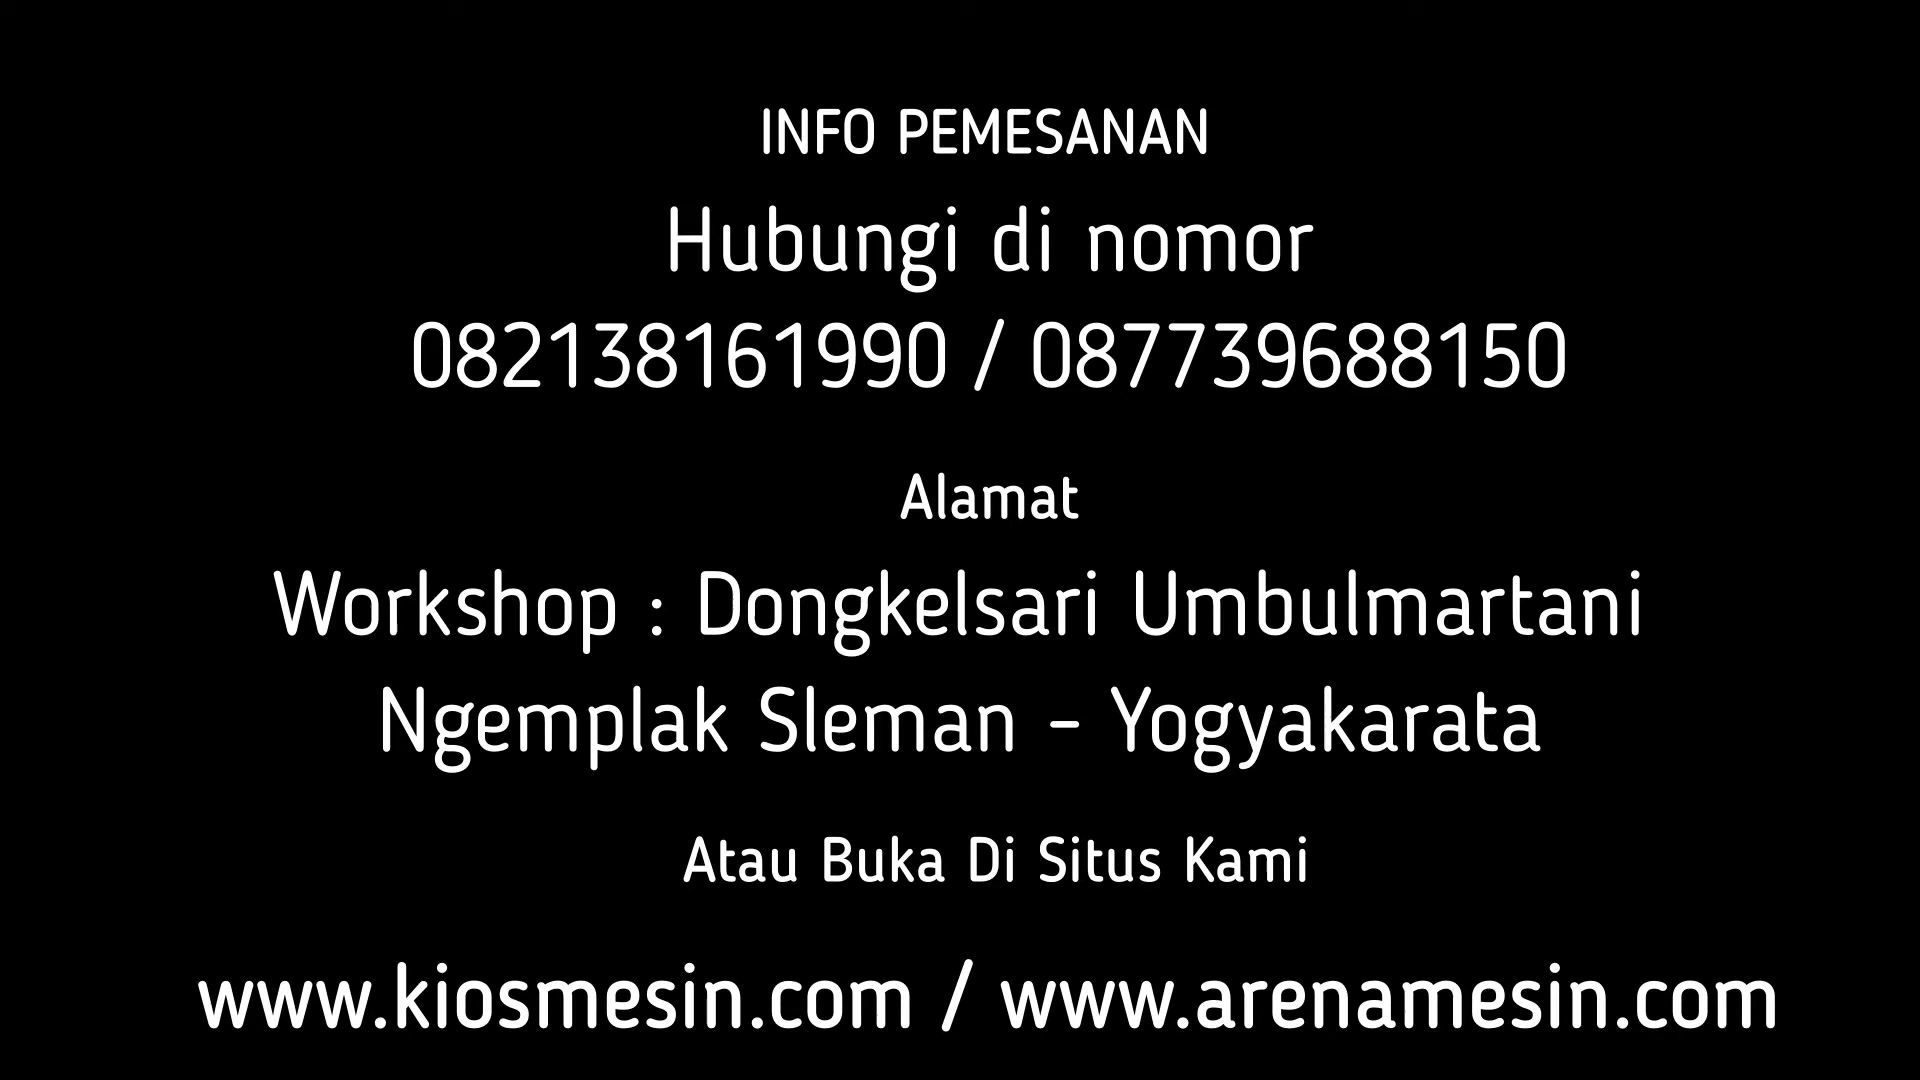 INFO PEMESANAN
Hubungi di nomor
082138161990 / 087739688150
Alamat
Workshop : Dongkelsari Umbulmartani
Ngemplak Sleman - Yogyakarata
Atau Buka Di Situs Kami
www.kiosmesin.com / www.arenamesin.com